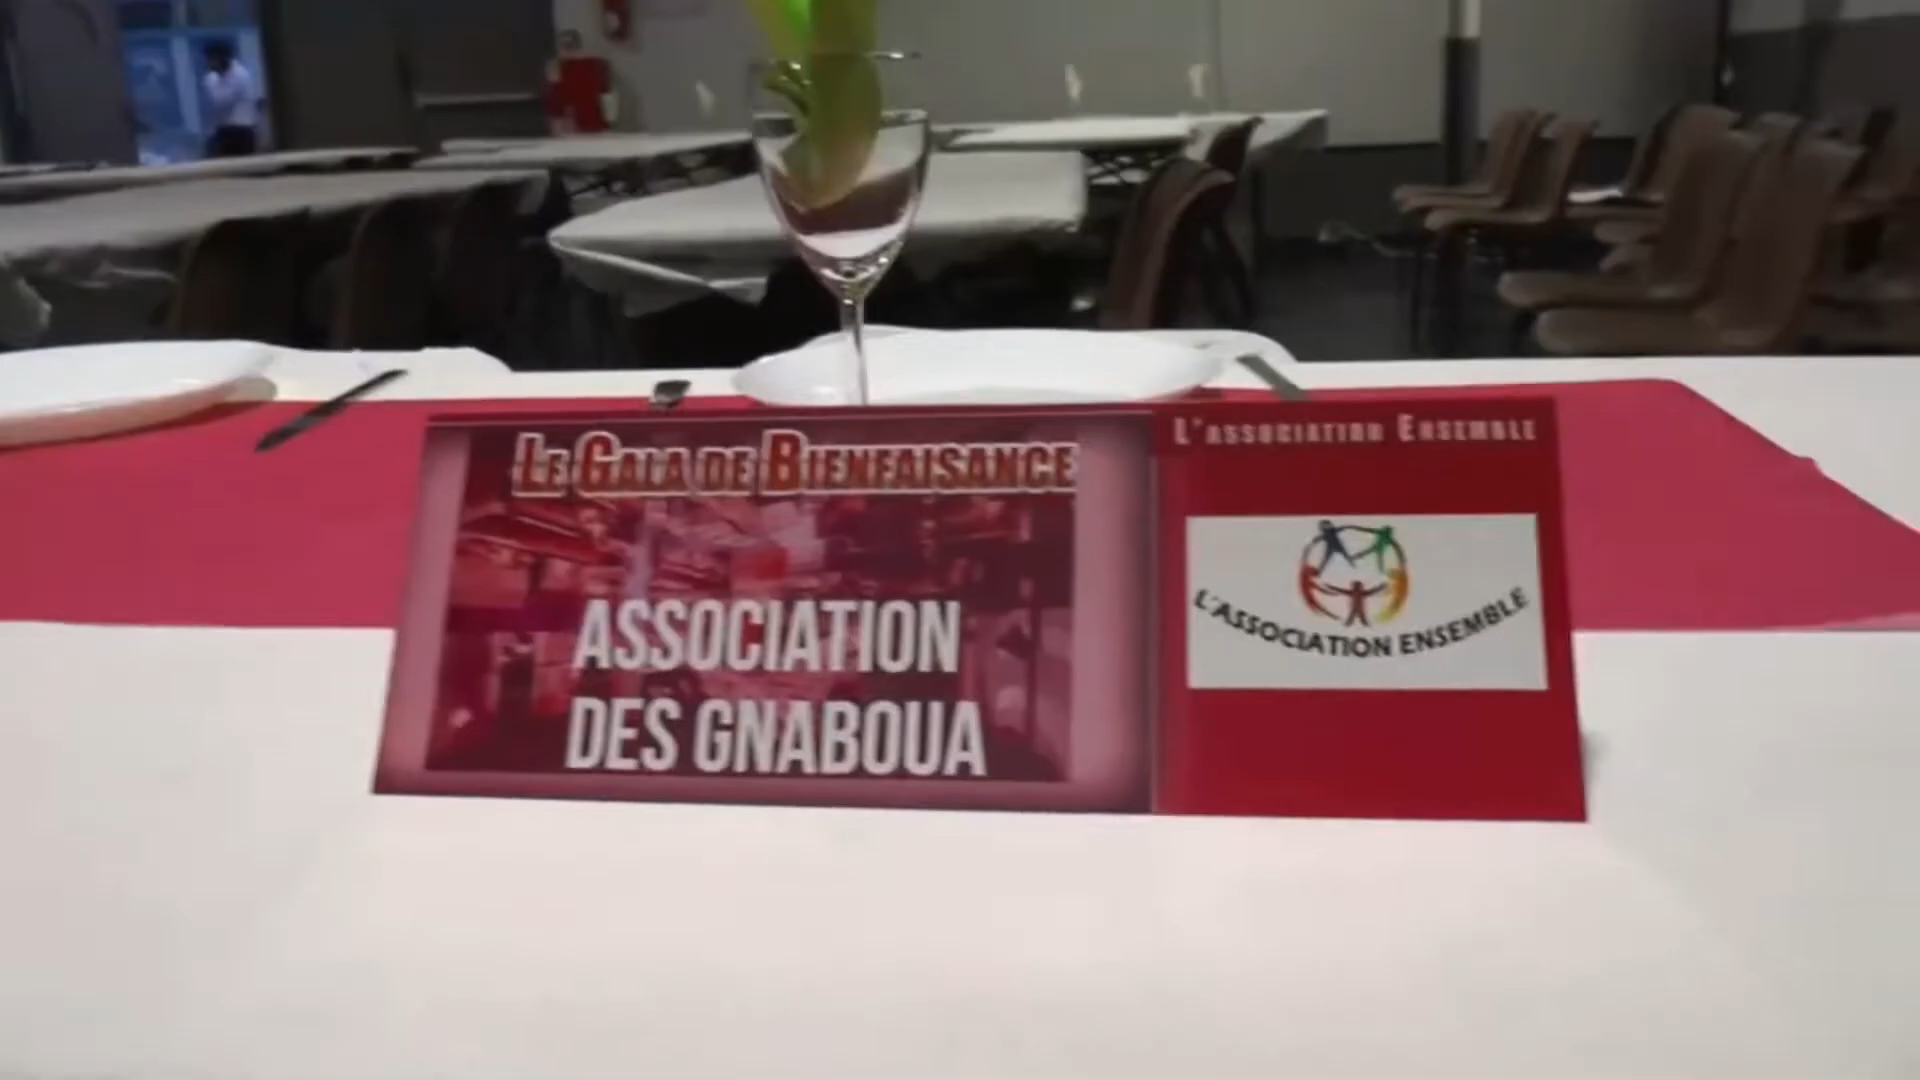 LE GALA DE BIENFAISANCE
ASSOCIATION
DES GNABOUA
L'ASSOCIATION ENSEMBLE
L'ASSOCIATION ENSEMBLE